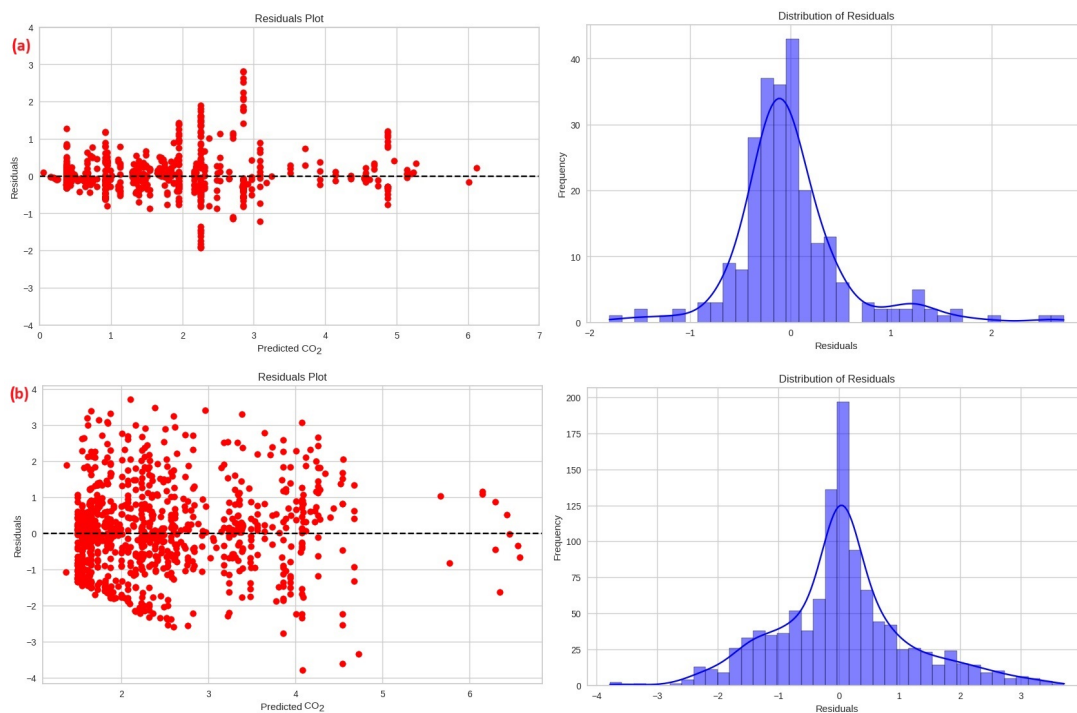 (a)
Residuals Plot
4
3
2
1
0
−1
−2
−3
−4
Residuals
0 1 2 3 4 5 6 7
Predicted CO2
Distribution of Residuals
40
30
20
10
0
Frequency
−2 −1 0 1 2
Residuals
(b)
Residuals Plot
4
3
2
1
0
−1
−2
−3
−4
Residuals
2 3 4 5 6
Predicted CO2
Distribution of Residuals
200
175
150
125
100
75
50
25
0
Frequency
−4 −3 −2 −1 0 1 2 3
Residuals